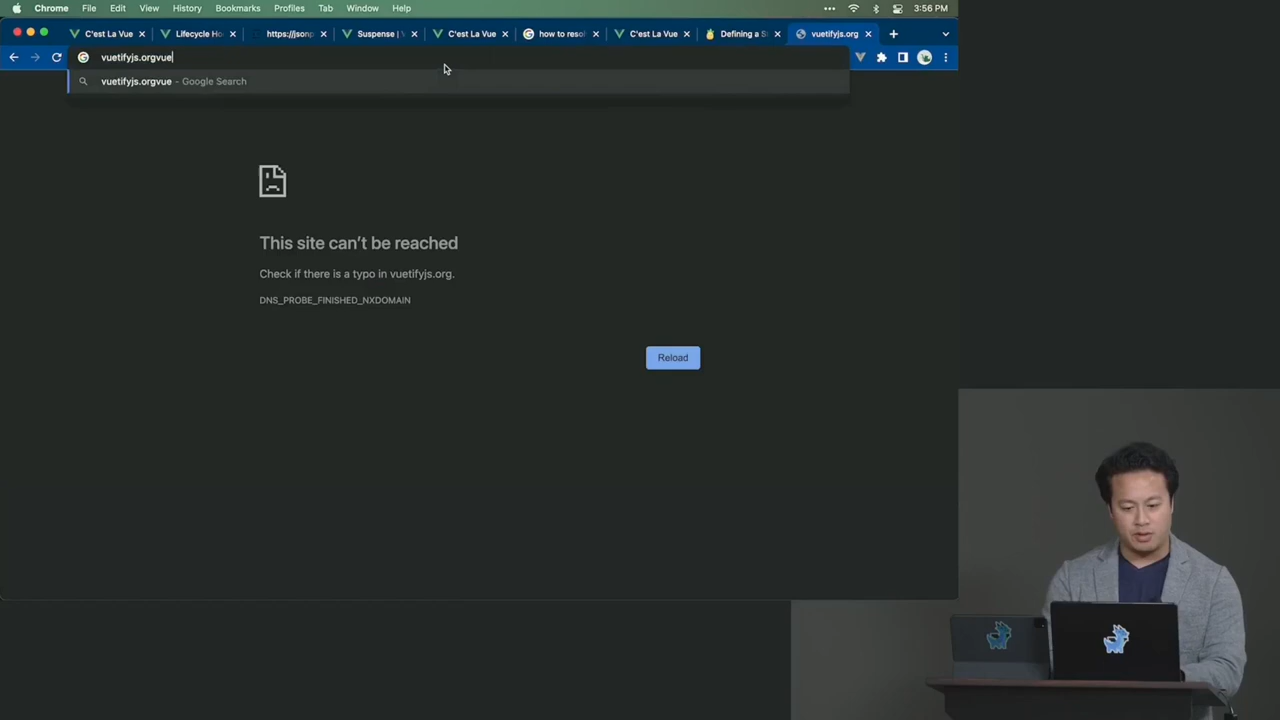 Chrome File Edit View History Bookmarks Profiles Tab Window Help 3:56 PM
C'est La Vue Lifecycle Ho https://jsonp Suspense | V C'est La Vue how to resol C'est La Vue Defining a S vuetifyjs.org
vuetifyjs.orgvue
vuetifyjs.orgvue - Google Search
This site can't be reached
Check if there is a typo in vuetifyjs.org.
DNS_PROBE_FINISHED_NXDOMAIN
Reload